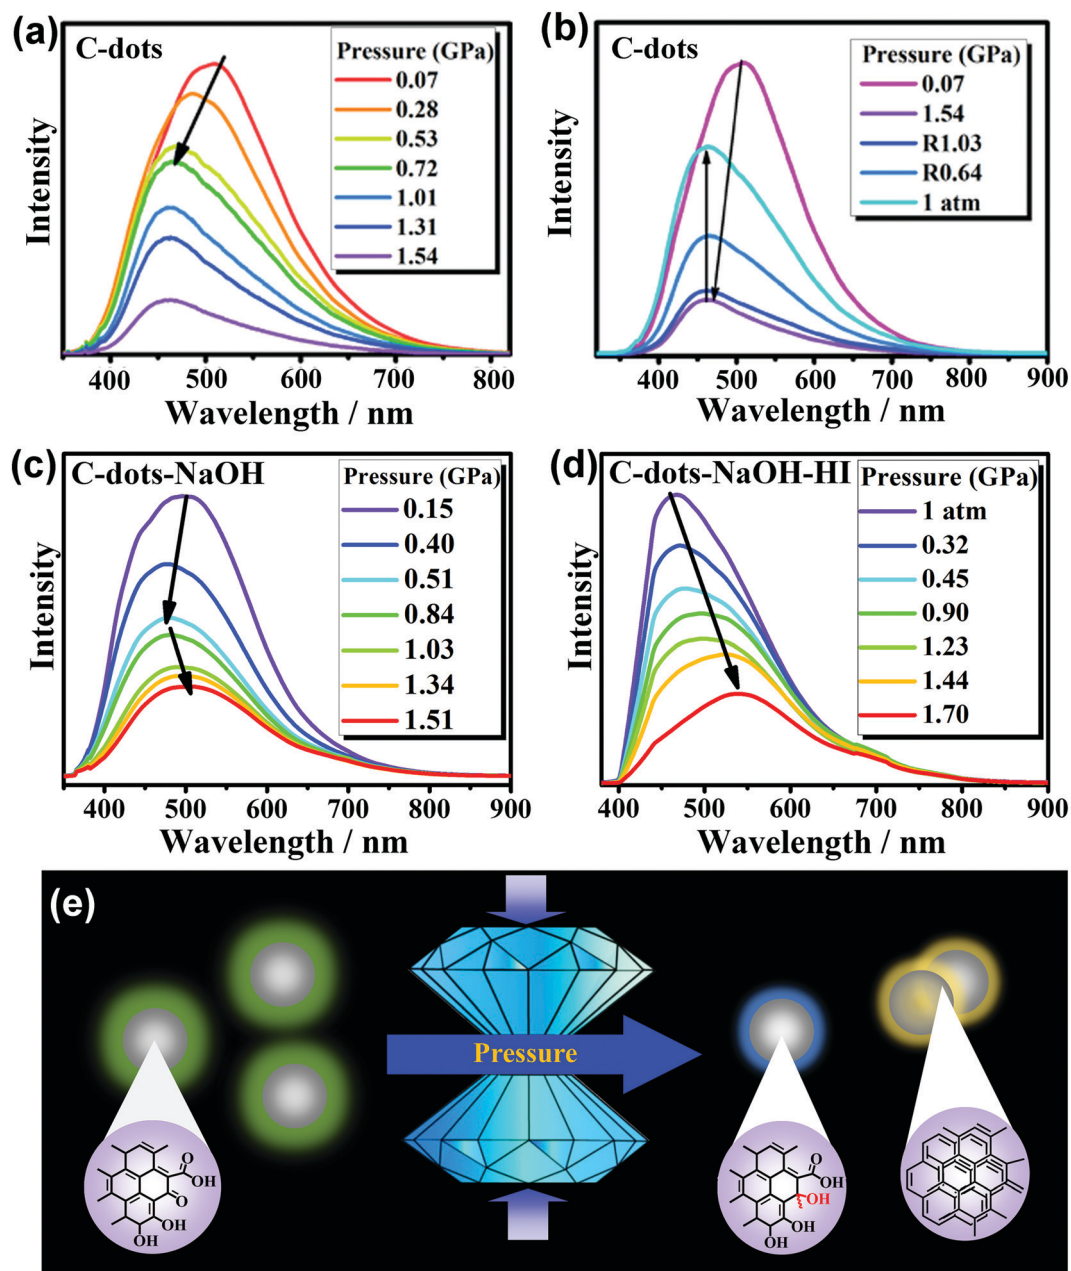 (a)
C-dots
Pressure (GPa)
0.07
0.28
0.53
0.72
1.01
1.31
1.54
Intensity
400 500 600 700 800
Wavelength / nm
(b)
C-dots
Pressure (GPa)
0.07
1.54
R1.03
R0.64
1 atm
Intensity
400 500 600 700 800 900
Wavelength / nm
(c)
C-dots-NaOH
Pressure (GPa)
0.15
0.40
0.51
0.84
1.03
1.34
1.51
Intensity
400 500 600 700 800 900
Wavelength / nm
(d)
C-dots-NaOH-HI
Pressure (GPa)
1 atm
0.32
0.45
0.90
1.23
1.44
1.70
Intensity
400 500 600 700 800 900
Wavelength / nm
(e)
Pressure
O
OH
O
OH
OH
O
OH
OH
OH
OH